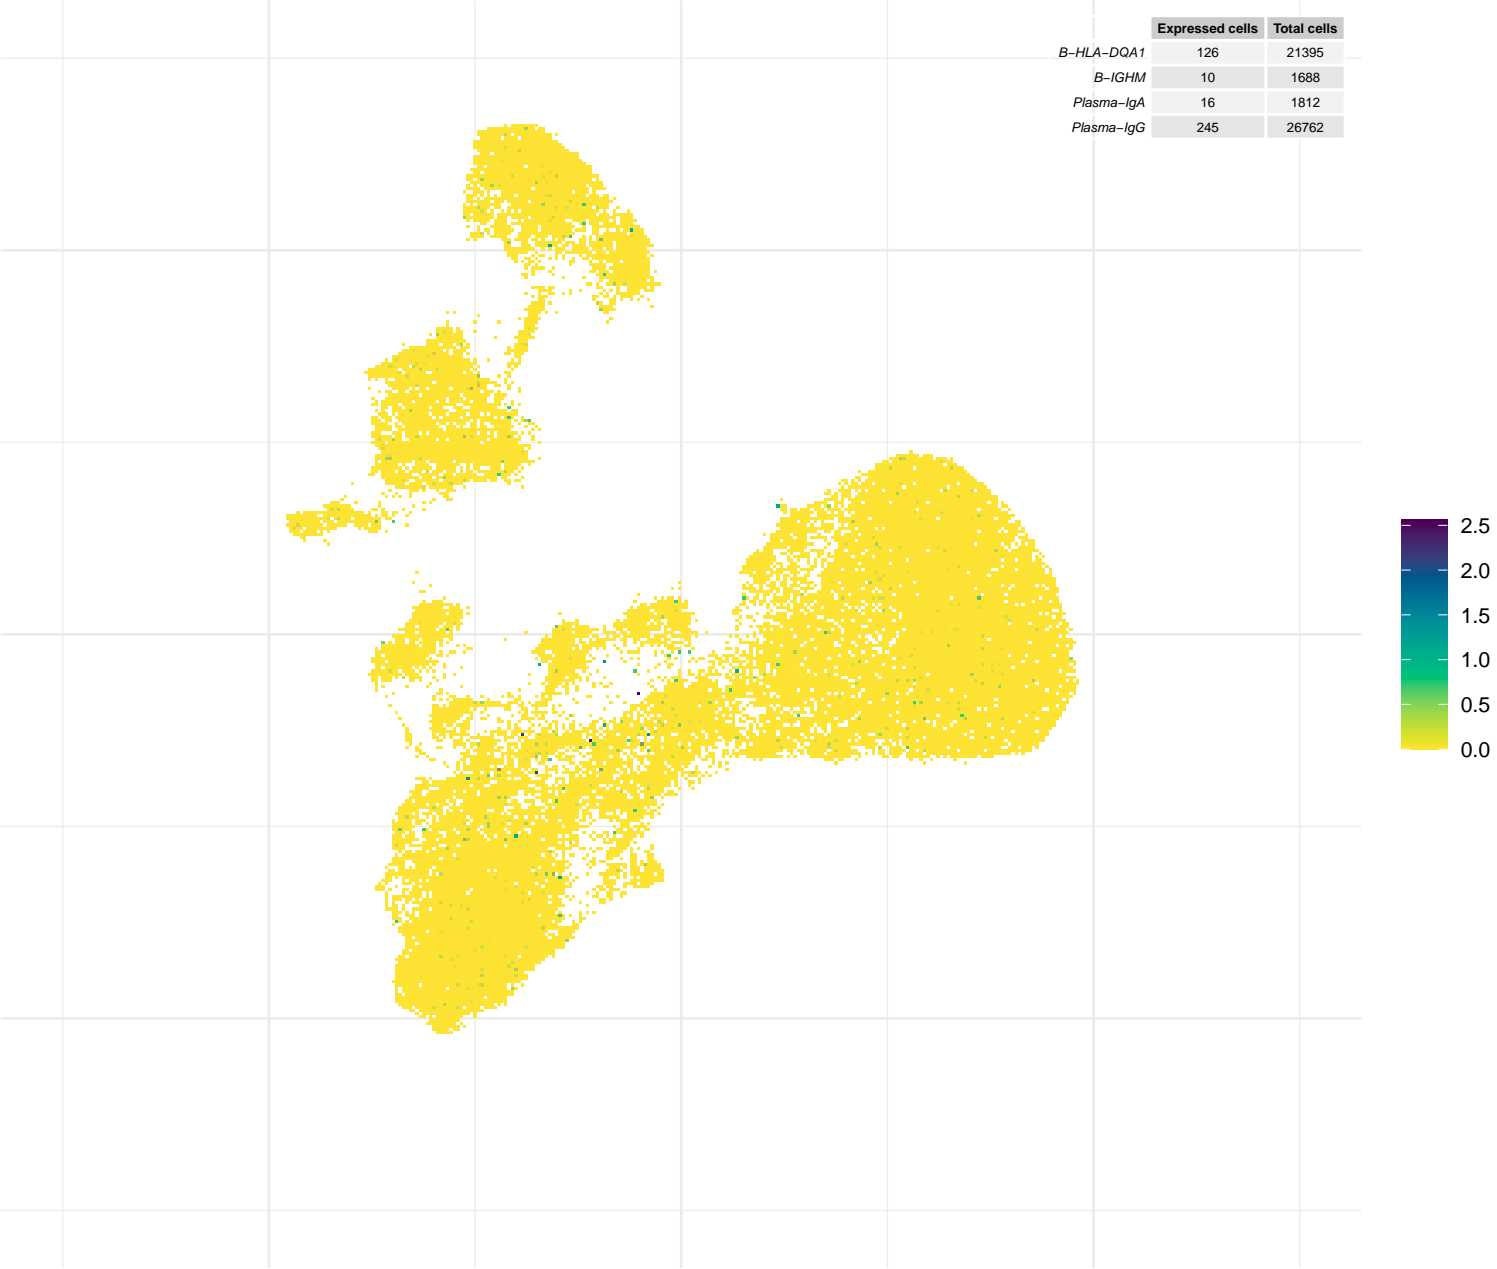 Expressed cells Total cells
B−HLA−DQA1 126 21395
B−IGHM 10 1688
Plasma−IgA 16 1812
Plasma−IgG 245 26762
2.5
2.0
1.5
1.0
0.5
0.0